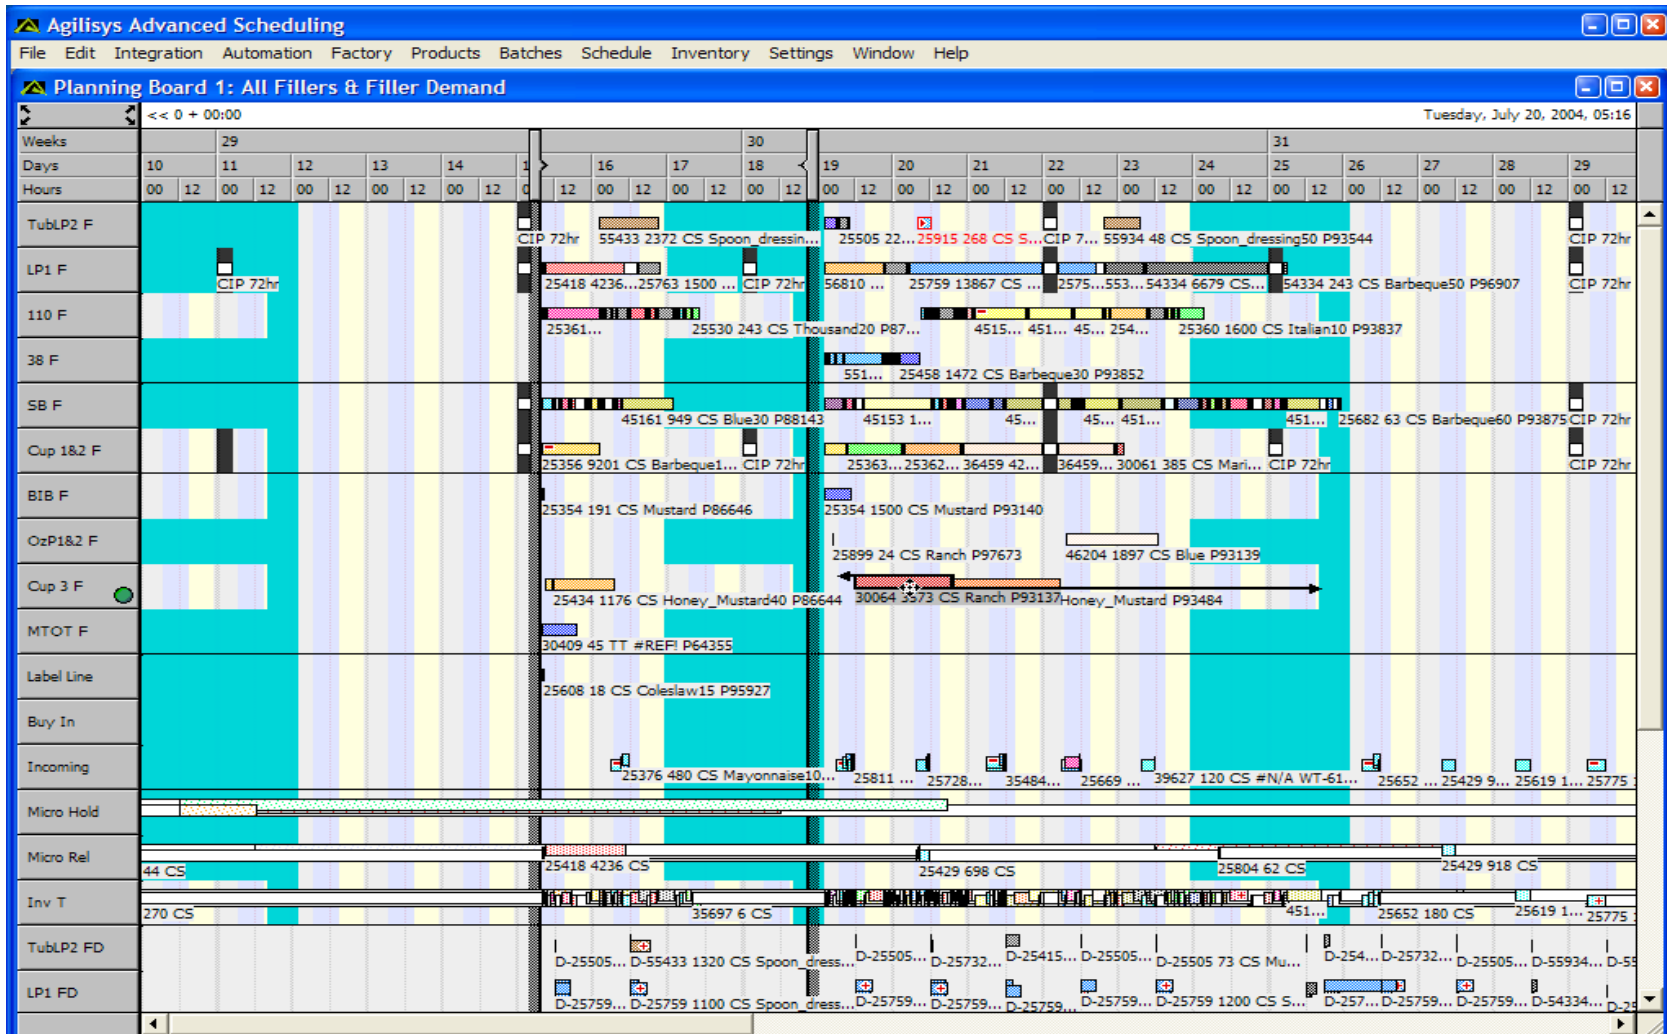 Agilisys Advanced Scheduling
File Edit Integration Automation Factory Products Batches Schedule Inventory Settings Window Help
Planning Board 1: All Fillers & Filler Demand
<< 0 + 00:00 Tuesday, July 20, 2004, 05:16
Weeks 29 30 31
Days 10 11 12 13 14 1 16 17 18 19 20 21 22 23 24 25 26 27 28 29
Hours 00 12 00 12 00 12 00 12 00 12 0 12 00 12 00 12 00 12 00 12 00 12 00 12 00 12 00 12 00 12 00 12 00 12 00 12 00 12 00 12
TubLP2 F
CIP 72hr 55433 2372 CS Spoon_dressin... 25505 22... 25915 268 CS S... CIP 7... 55934 48 CS Spoon_dressing50 P93544 CIP 72hr
LP1 F
CIP 72hr 25418 4236... 25763 1500 ... CIP 72hr 56810 ... 25759 13867 CS ... 2575... 553... 54334 6679 CS... 54334 243 CS Barbeque50 P96907 CIP 72hr
110 F
25361... 25530 243 CS Thousand20 P87... 4515... 451... 45... 254... 25360 1600 CS Italian10 P93837
38 F
551... 25458 1472 CS Barbeque30 P93852
SB F
45161 949 CS Blue30 P88143 45153 1... 45... 45... 451... 451... 25682 63 CS Barbeque60 P93875 CIP 72hr
Cup 1&2 F
25356 9201 CS Barbeque1... CIP 72hr 25363... 25362... 36459 42... 36459... 30061 385 CS Mari... CIP 72hr CIP 72hr
BIB F
25354 191 CS Mustard P86646 25354 1500 CS Mustard P93140
OzP1&2 F
25899 24 CS Ranch P97673 46204 1897 CS Blue P93139
Cup 3 F
25434 1176 CS Honey_Mustard40 P86644 30064 3573 CS Ranch P93137 Honey_Mustard P93484
MTOT F
30409 45 TT #REF! P64355
Label Line
25608 18 CS Coleslaw15 P95927
Buy In
Incoming
25376 480 CS Mayonnaise10... 25811 ... 25728... 35484... 25669 ... 39627 120 CS #N/A WT-61... 25652 ... 25429 9... 25619 1... 25775
Micro Hold
Micro Rel
44 CS 25418 4236 CS 25429 698 CS 25804 62 CS 25429 918 CS
Inv T
270 CS 35697 6 CS 451... 25652 180 CS 25619 1... 25775
TubLP2 FD
D-25505... D-55433 1320 CS Spoon_dress... D-25505... D-25732... D-25415... D-25505... D-25505 73 CS Mu... D-254... D-25732... D-25505... D-55934... D-55
LP1 FD
D-25759... D-25759 1100 CS Spoon_dress... D-25759... D-25759... D-25759... D-25759... D-25759 1200 CS S... D-257... D-25759... D-25759... D-54334... D-25